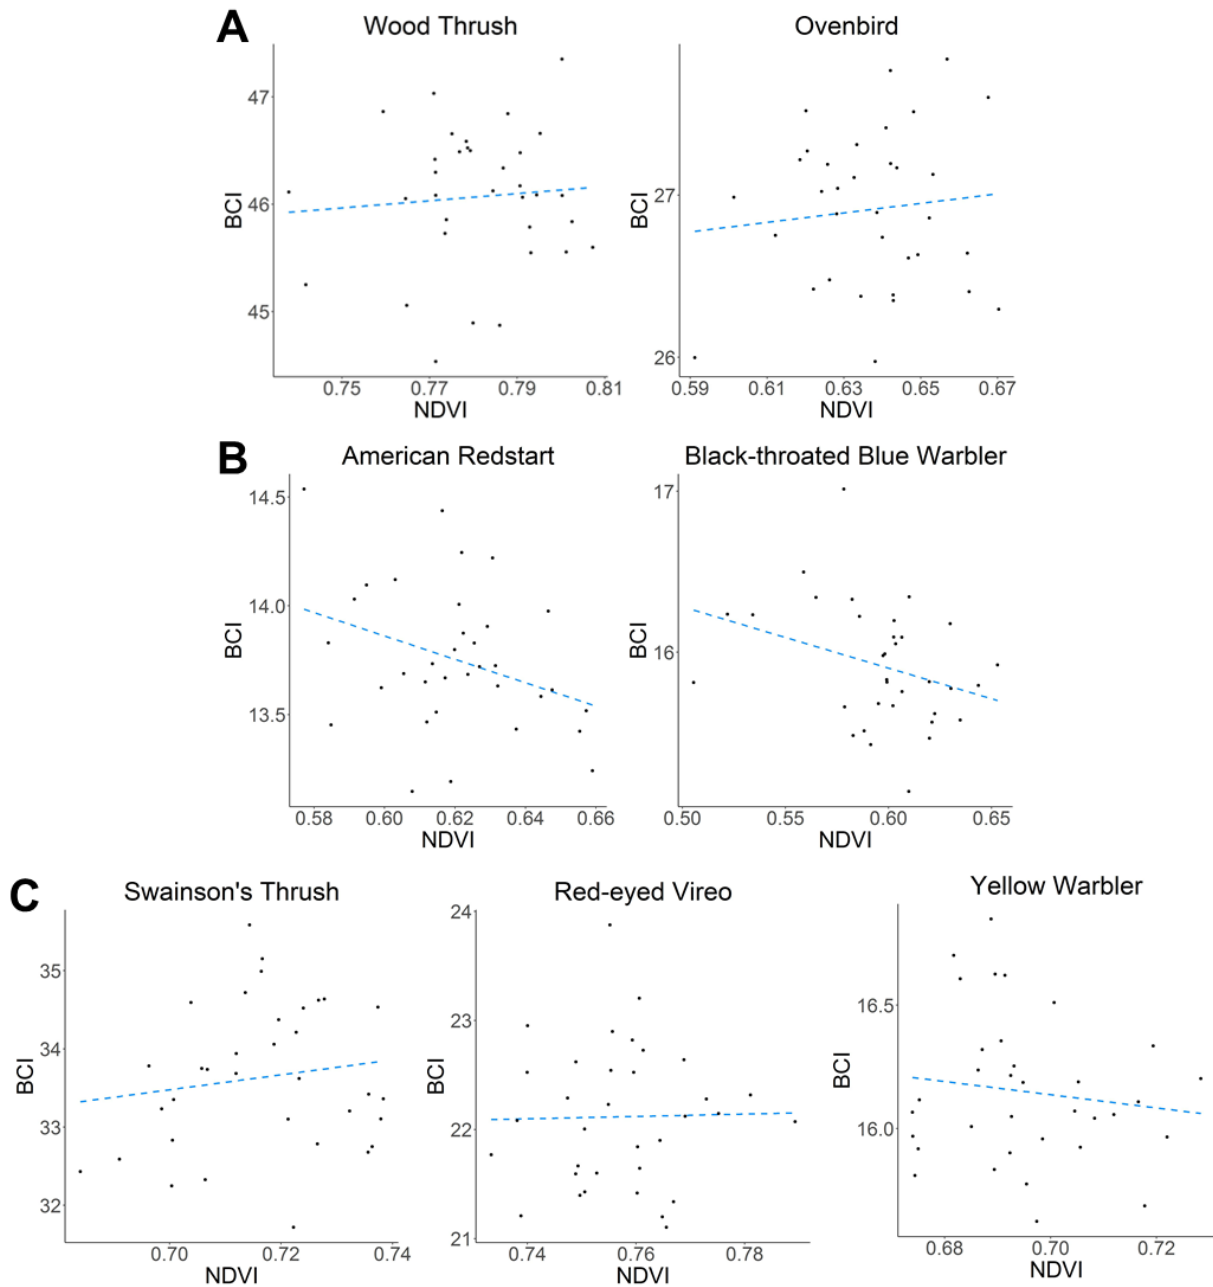 A
Wood Thrush
Ovenbird
47
46
45
BCI
0.75 0.77 0.79 0.81
NDVI
27
26
BCI
0.59 0.61 0.63 0.65 0.67
NDVI
B
American Redstart
Black-throated Blue Warbler
14.5
14.0
13.5
BCI
0.58 0.60 0.62 0.64 0.66
NDVI
17
16
BCI
0.50 0.55 0.60 0.65
NDVI
C
Swainson's Thrush
Red-eyed Vireo
Yellow Warbler
35
34
33
32
BCI
0.70 0.72 0.74
NDVI
24
23
22
21
BCI
0.74 0.76 0.78
NDVI
16.5
16.0
BCI
0.68 0.70 0.72
NDVI